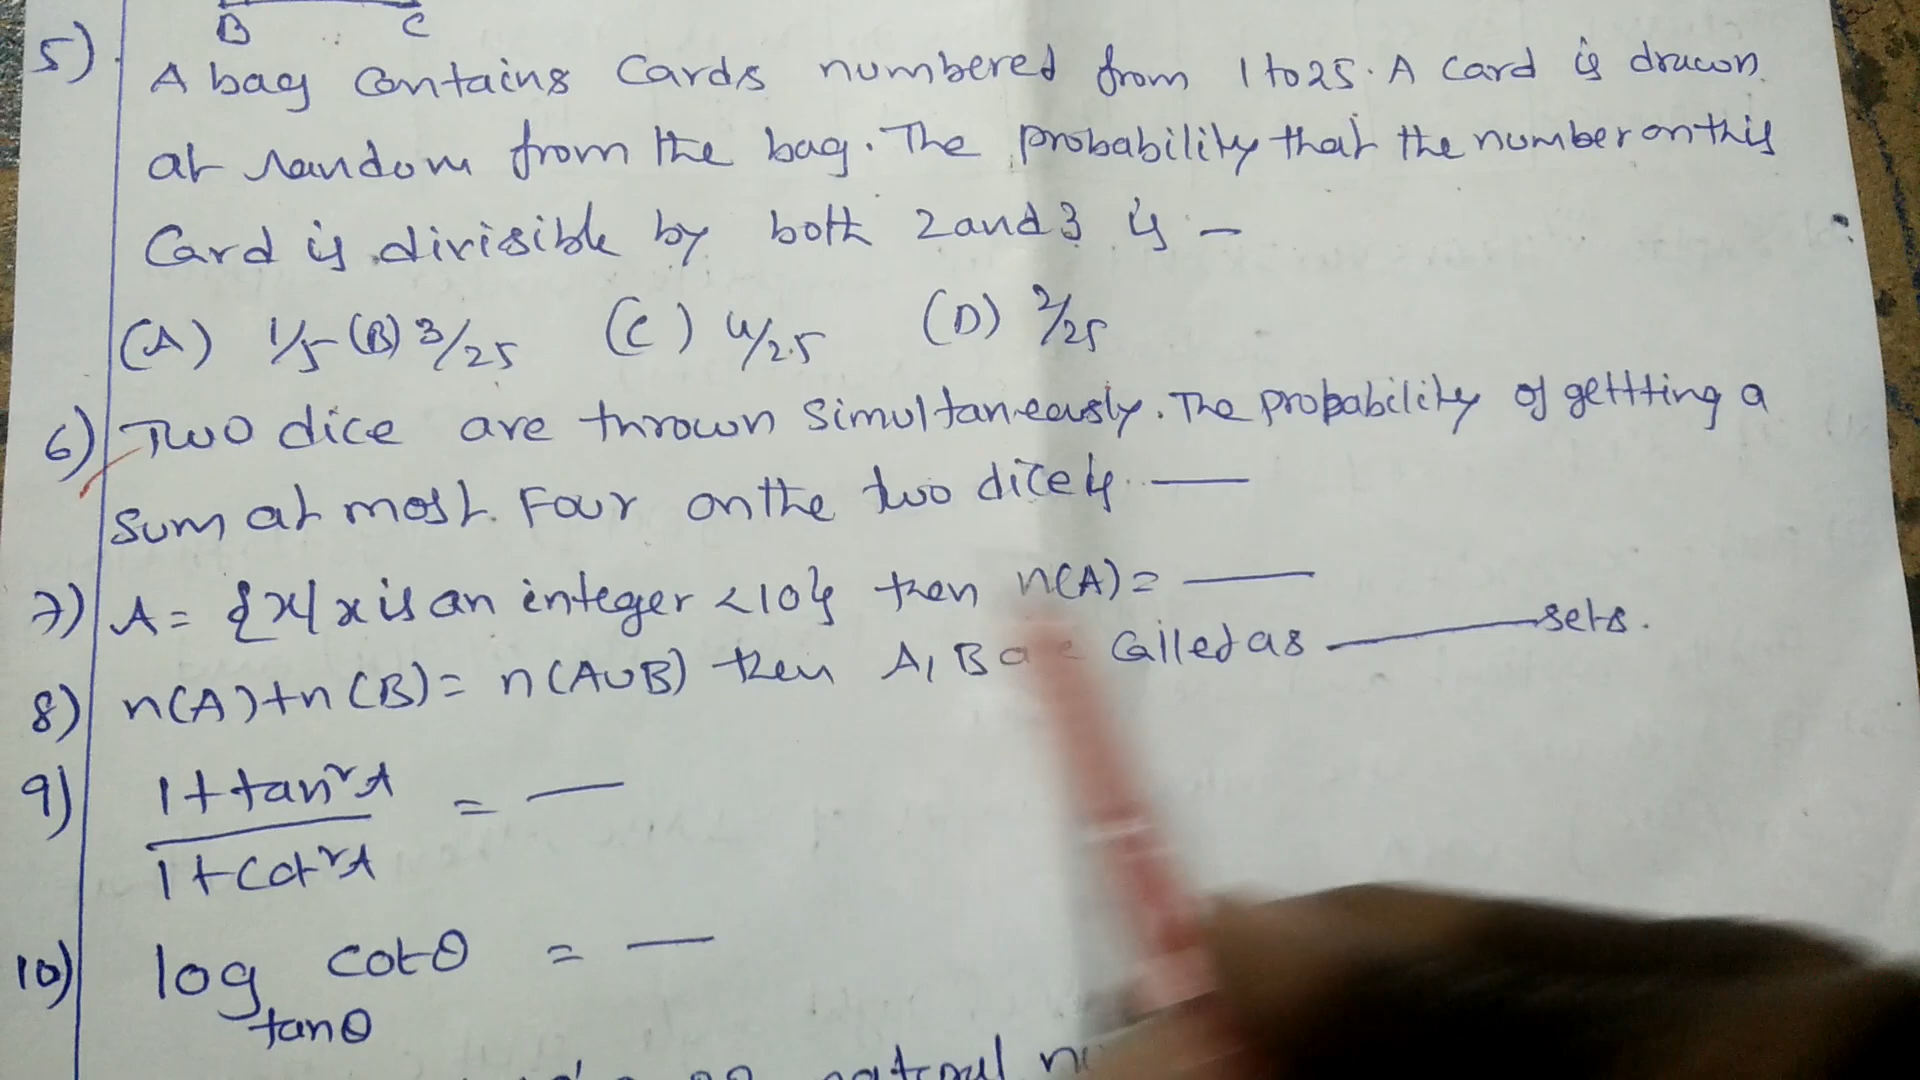 B C
5) A bag contains cards numbered from 1 to 25. A card is drawn
at random from the bag. The probability that the number on this
Card is divisible by both 2 and 3 is —
(A) 1/5 (B) 3/25 (C) 4/25 (D) 2/25
6) Two dice are thrown simultaneously. The probability of gettting a
sum at most Four on the two dice is —
7) A = {x/x is an integer <10} then n(A) = —
8) n(A)+n(B) = n(A∪B) then A, B are called as — sets.
9) 1+tan²A
= —
1+cot²A
10) log cotθ = —
tanθ